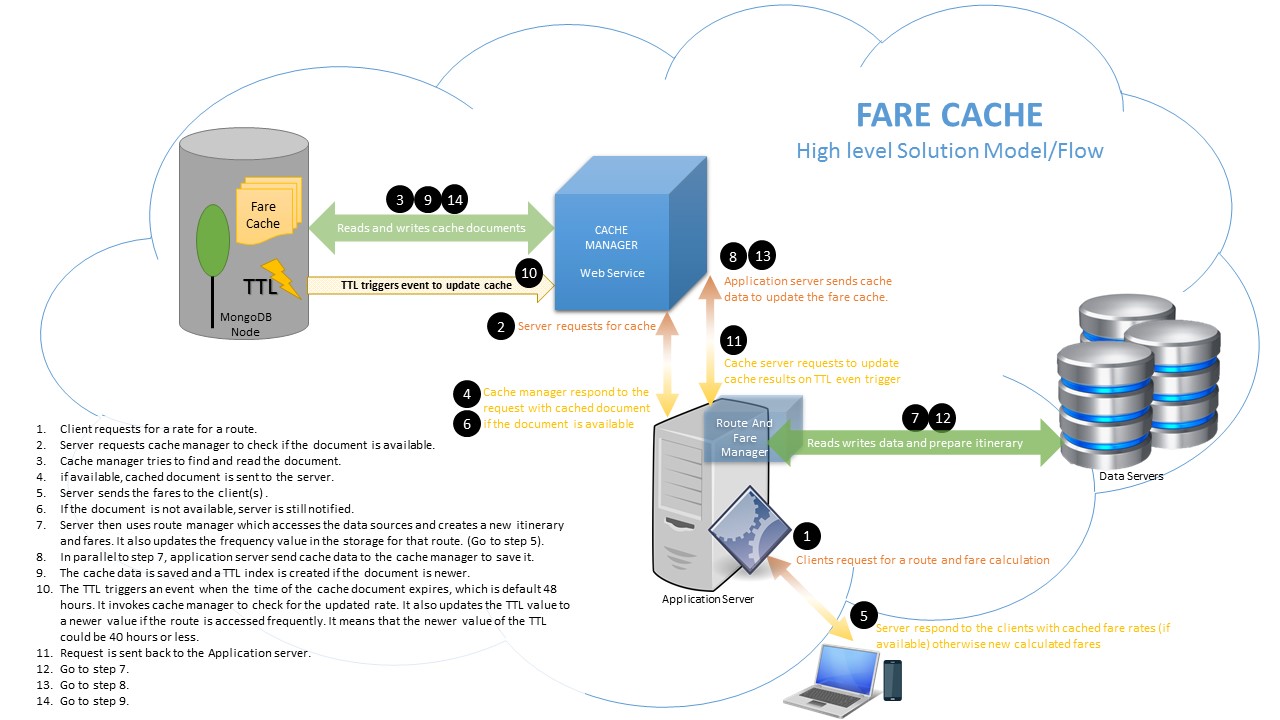 FARE CACHE
High level Solution Model/Flow
Fare
Cache
TTL
MongoDB
Node
3 9 14
Reads and writes cache documents
10
TTL triggers event to update cache
CACHE
MANAGER
Web Service
8 13
Application server sends cache
data to update the fare cache.
2 Server requests for cache
11
Cache server requests to update
cache results on TTL even trigger
4 Cache manager respond to the
request with cached document
6 if the document is available
Route And
Fare
Manager
7 12
Reads writes data and prepare itinerary
Data Servers
1
Clients request for a route and fare calculation
Application Server
5
Server respond to the clients with cached fare rates (if
available) otherwise new calculated fares
1. Client requests for a rate for a route.
2. Server requests cache manager to check if the document is available.
3. Cache manager tries to find and read the document.
4. if available, cached document is sent to the server.
5. Server sends the fares to the client(s) .
6. If the document is not available, server is still notified.
7. Server then uses route manager which accesses the data sources and creates a new itinerary
and fares. It also updates the frequency value in the storage for that route. (Go to step 5).
8. In parallel to step 7, application server send cache data to the cache manager to save it.
9. The cache data is saved and a TTL index is created if the document is newer.
10. The TTL triggers an event when the time of the cache document expires, which is default 48
hours. It invokes cache manager to check for the updated rate. It also updates the TTL value to
a newer value if the route is accessed frequently. It means that the newer value of the TTL
could be 40 hours or less.
11. Request is sent back to the Application server.
12. Go to step 7.
13. Go to step 8.
14. Go to step 9.